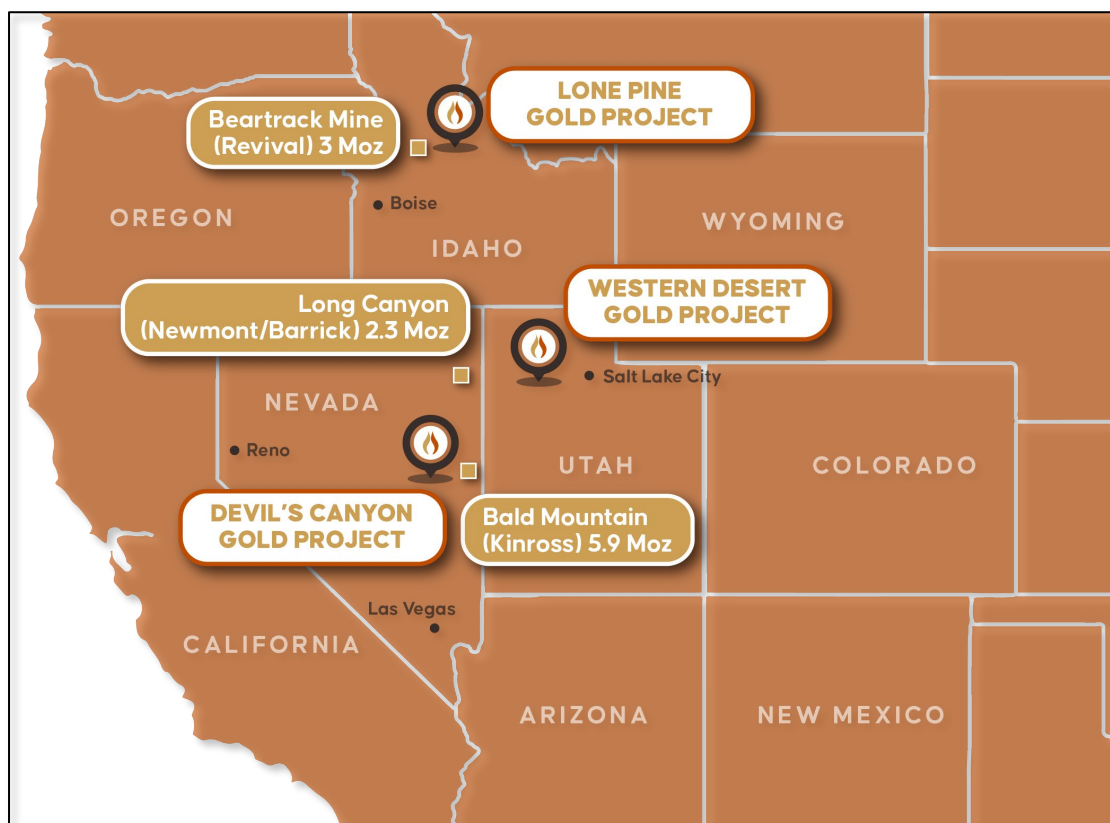 LONE PINE
GOLD PROJECT
Beartrack Mine
(Revival) 3 Moz
Boise
OREGON
WYOMING
IDAHO
WESTERN DESERT
GOLD PROJECT
Long Canyon
(Newmont/Barrick) 2.3 Moz
Salt Lake City
NEVADA
Reno
UTAH
COLORADO
DEVIL'S CANYON
GOLD PROJECT
Bald Mountain
(Kinross) 5.9 Moz
Las Vegas
CALIFORNIA
ARIZONA
NEW MEXICO